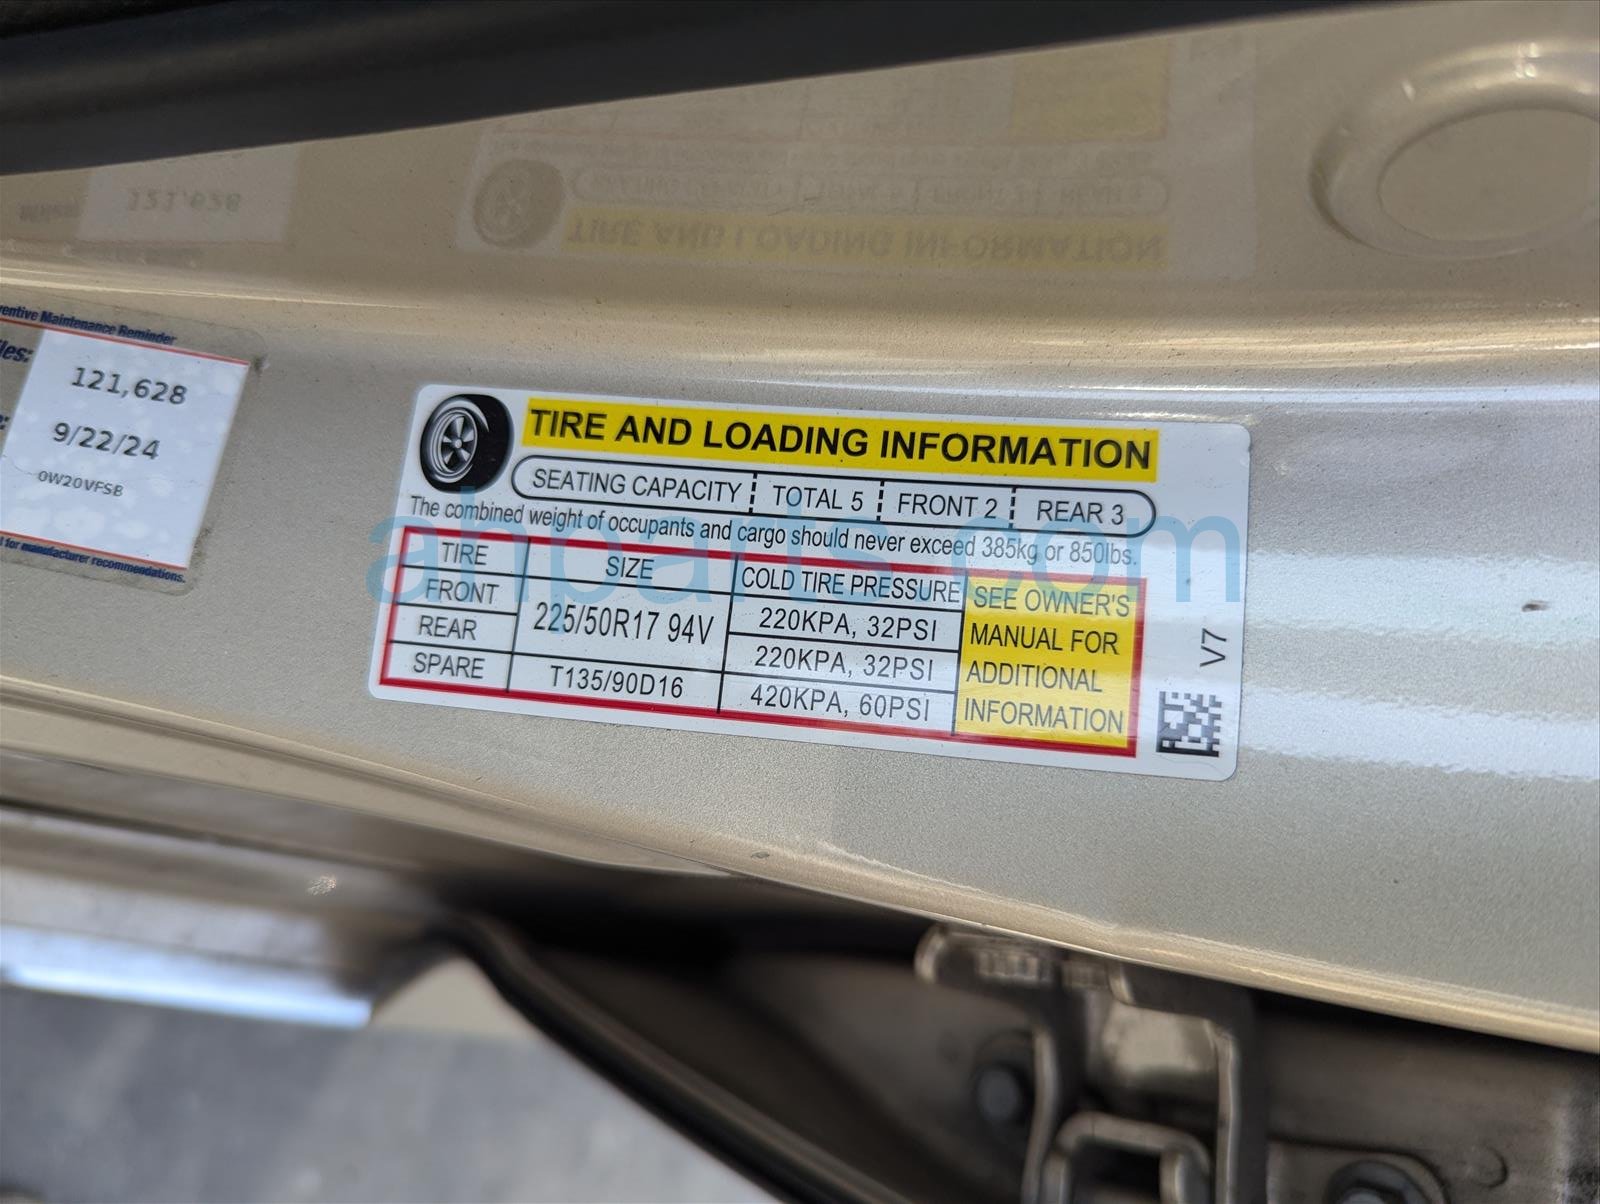 ventive Maintenance Reminder
les:
121,628
9/22/24
0W20VFSB
for manufacturer recommendations.
TIRE AND LOADING INFORMATION
SEATING CAPACITY TOTAL 5 FRONT 2 REAR 3
The combined weight of occupants and cargo should never exceed 385kg or 850lbs.
TIRE SIZE COLD TIRE PRESSURE
FRONT 225/50R17 94V 220KPA, 32PSI
REAR 220KPA, 32PSI
SPARE T135/90D16 420KPA, 60PSI
SEE OWNER'S
MANUAL FOR
ADDITIONAL
INFORMATION
V7
ahparts.com